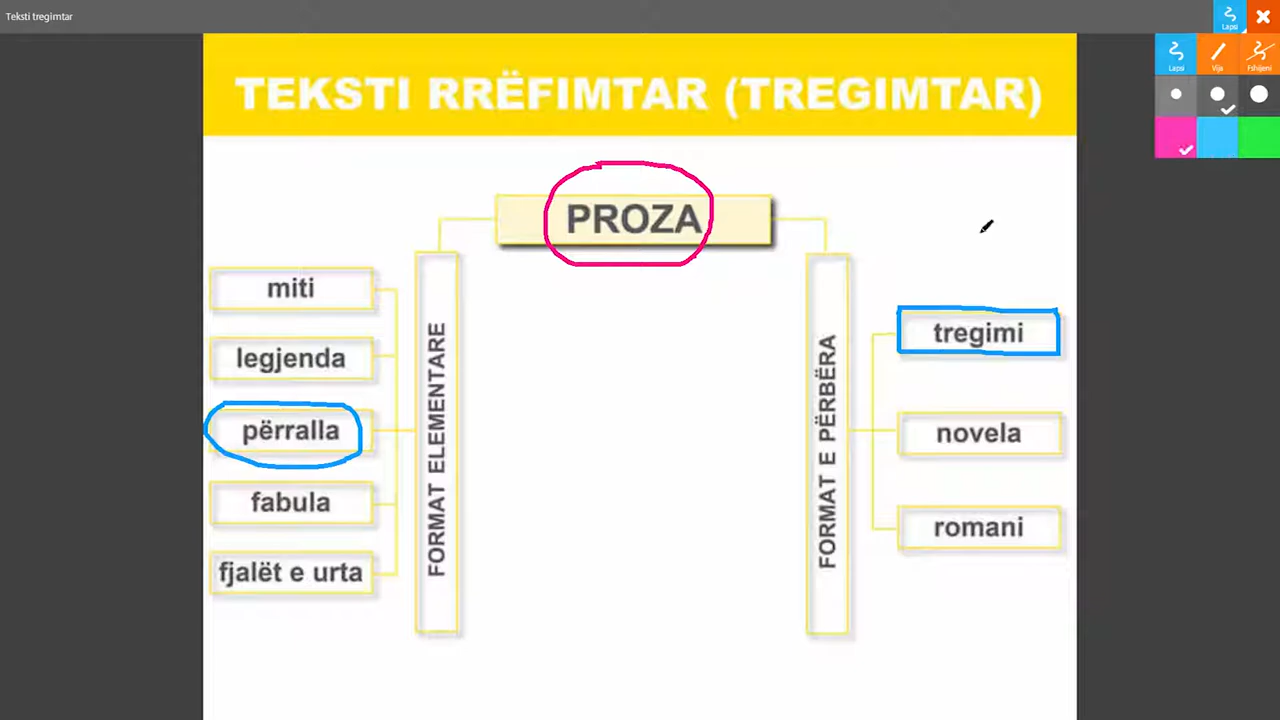 Teksti tregimtar
Lapsi
Lapsi Vija Fshijeni
TEKSTI RRËFIMTAR (TREGIMTAR)
PROZA
FORMAT ELEMENTARE
miti
legjenda
përralla
fabula
fjalët e urta
FORMAT E PËRBËRA
tregimi
novela
romani